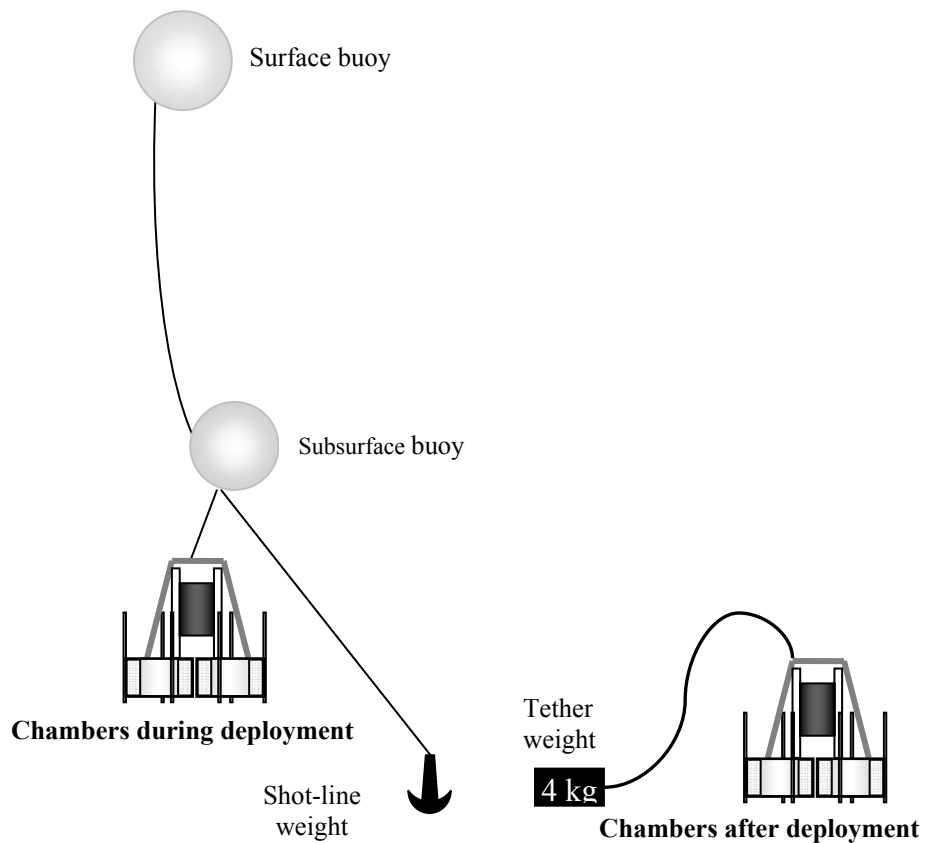 Surface buoy
Subsurface buoy
Chambers during deployment
Shot-line
weight
Tether
weight
4 kg
Chambers after deployment